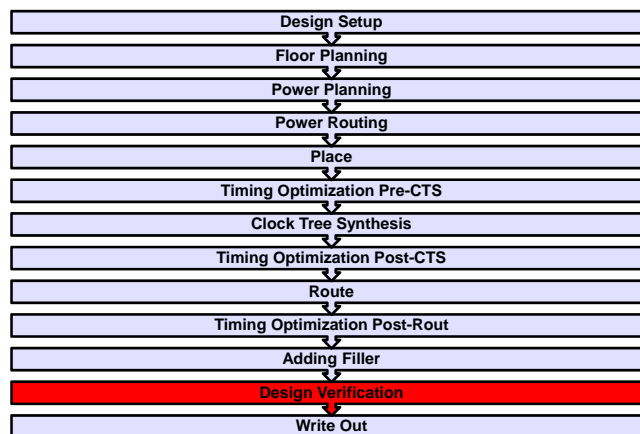 Design Setup
Floor Planning
Power Planning
Power Routing
Place
Timing Optimization Pre-CTS
Clock Tree Synthesis
Timing Optimization Post-CTS
Route
Timing Optimization Post-Rout
Adding Filler
Design Verification
Write Out